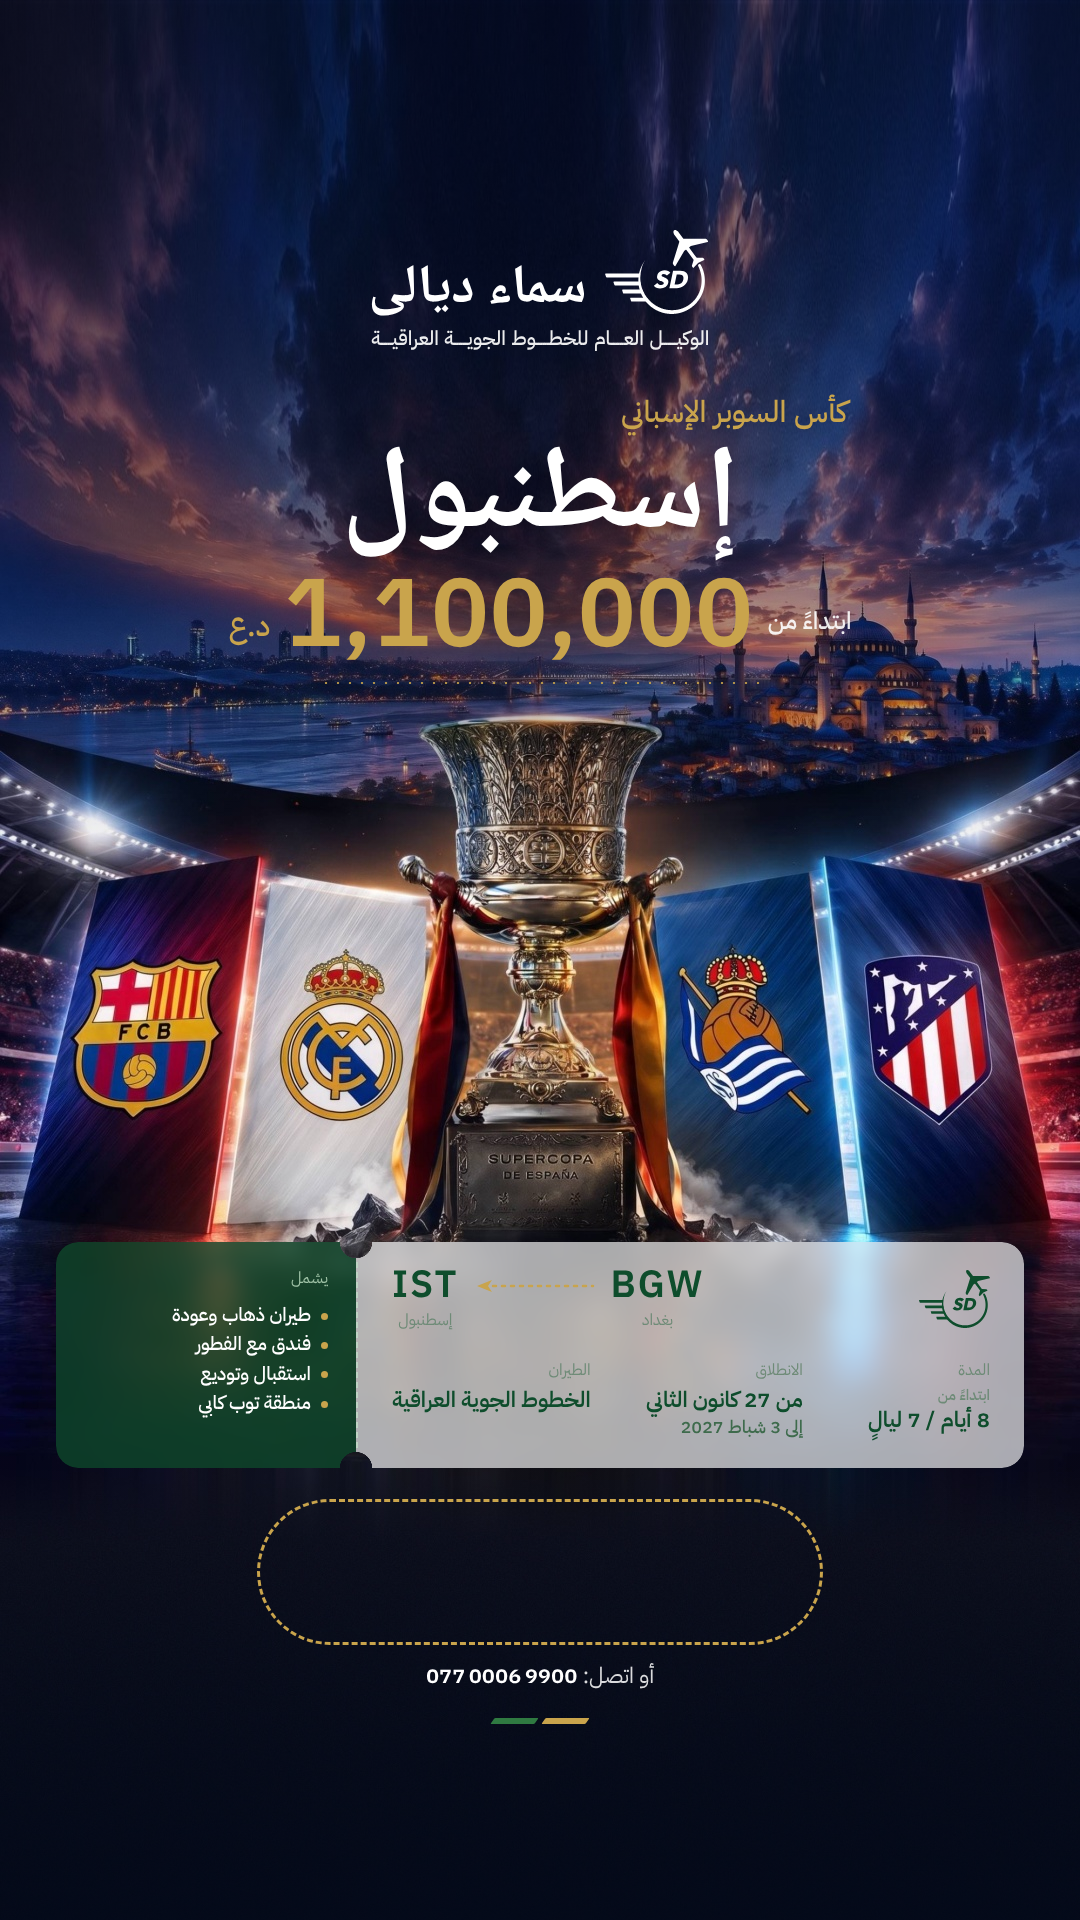 SD
سماء ديالى
الوكيـل العـام للخطـوط الجويـة العراقيـة
كأس السوبر الإسباني
إسطنبول
ابتداءً من 1,100,000 د.ع
FCB
SUPERCOPA
DE ESPAÑA
SD
BGW
بغداد
IST
إسطنبول
المدة
ابتداءً من
8 أيام / 7 ليالٍ
الانطلاق
من 27 كانون الثاني
إلى 3 شباط 2027
الطيران
الخطوط الجوية العراقية
يشمل
طيران ذهاب وعودة
فندق مع الفطور
استقبال وتوديع
منطقة توب كابي
أو اتصل: 077 0006 9900